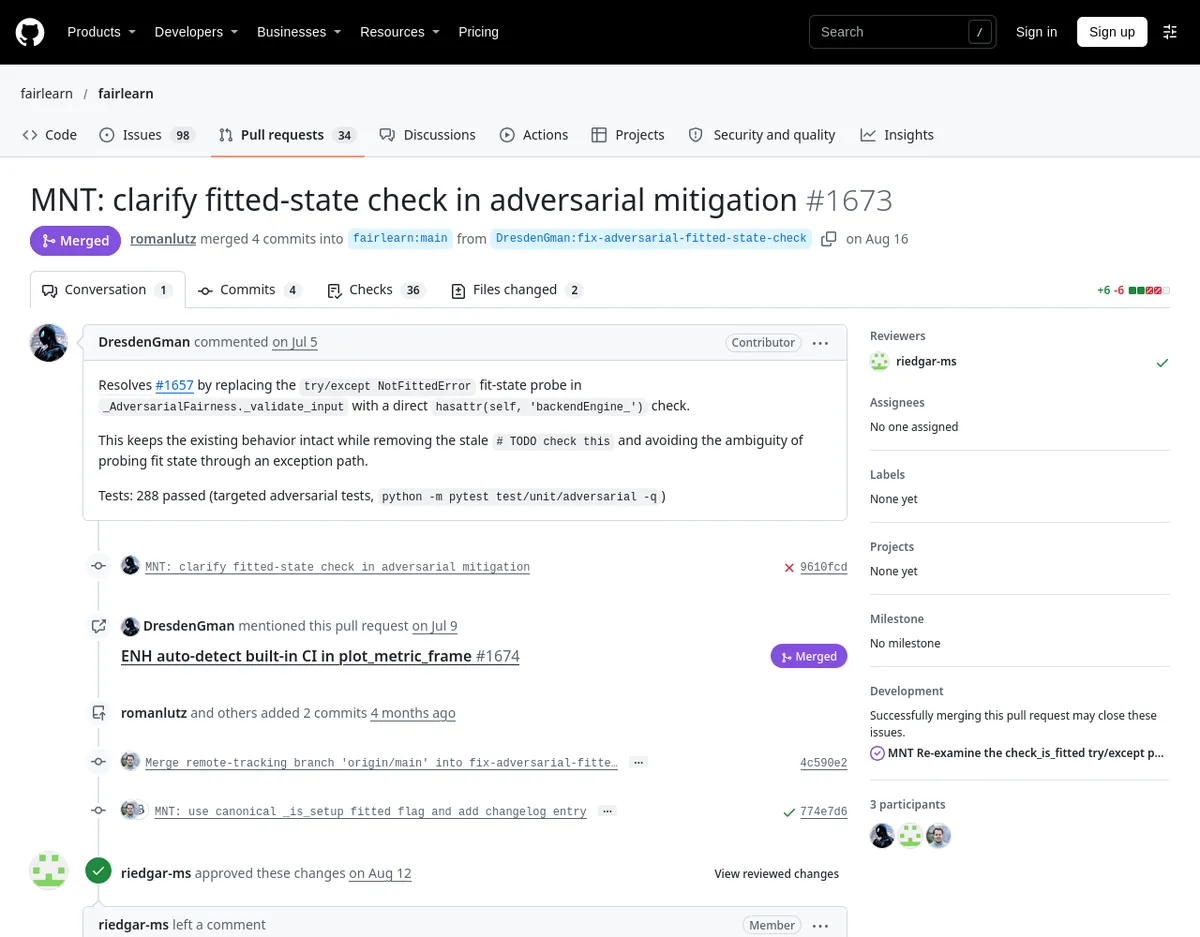 Products Developers Businesses Resources Pricing Search / Sign in Sign up
fairlearn / fairlearn
Code Issues 98 Pull requests 34 Discussions Actions Projects Security and quality Insights
MNT: clarify fitted-state check in adversarial mitigation #1673
Merged romanlutz merged 4 commits into fairlearn:main from DresdenGman:fix-adversarial-fitted-state-check on Aug 16
Conversation 1 Commits 4 Checks 36 Files changed 2 +6 -6
DresdenGman commented on Jul 5 Contributor ...
Resolves #1657 by replacing the try/except NotFittedError fit-state probe in
_AdversarialFairness._validate_input with a direct hasattr(self, 'backendEngine_') check.
This keeps the existing behavior intact while removing the stale # TODO check this and avoiding the ambiguity of
probing fit state through an exception path.
Tests: 288 passed (targeted adversarial tests, python -m pytest test/unit/adversarial -q )
MNT: clarify fitted-state check in adversarial mitigation 9610fcd
DresdenGman mentioned this pull request on Jul 9
ENH auto-detect built-in CI in plot_metric_frame #1674 Merged
romanlutz and others added 2 commits 4 months ago
Merge remote-tracking branch 'origin/main' into fix-adversarial-fitte… ... 4c590e2
MNT: use canonical _is_setup fitted flag and add changelog entry ... 774e7d6
riedgar-ms approved these changes on Aug 12 View reviewed changes
riedgar-ms left a comment Member ...
Reviewers
riedgar-ms
Assignees
No one assigned
Labels
None yet
Projects
None yet
Milestone
No milestone
Development
Successfully merging this pull request may close these
issues.
MNT Re-examine the check_is_fitted try/except p...
3 participants